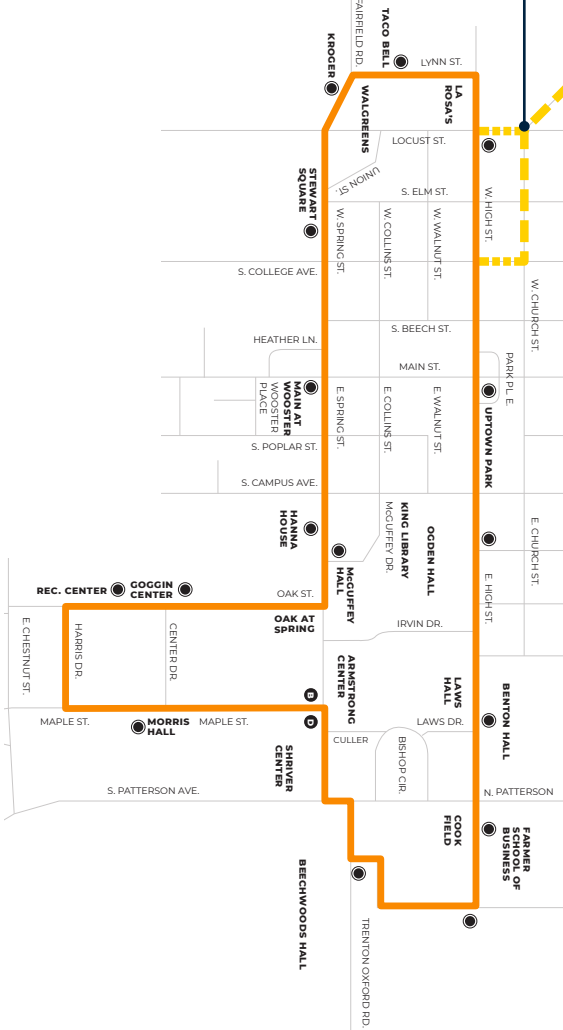 FAIRFIELD RD.
TACO BELL
KROGER
LYNN ST.
LA
ROSA'S
WALGREENS
LOCUST ST.
UNION ST.
STEWART
SQUARE
S. ELM ST.
W. HIGH ST.
W. SPRING ST.
W. COLLINS ST.
W. WALNUT ST.
S. COLLEGE AVE.
W. CHURCH ST.
S. BEECH ST.
HEATHER LN.
MAIN ST.
PARK PL E.
MAIN AT
WOOSTER
WOOSTER
PLACE
E. SPRING ST.
E. COLLINS ST.
E. WALNUT ST.
UPTOWN PARK
S. POPLAR ST.
S. CAMPUS AVE.
HANNA
HOUSE
McGUFFEY DR.
KING LIBRARY
OGDEN HALL
E. CHURCH ST.
McGUFFEY
HALL
E. HIGH ST.
REC. CENTER
GOGGIN
CENTER
OAK ST.
OAK AT
SPRING
IRVIN DR.
E. CHESTNUT ST.
HARRIS DR.
CENTER DR.
ARMSTRONG
CENTER
LAWS
HALL
BENTON HALL
B
D
MAPLE ST.
MORRIS
HALL
MAPLE ST.
LAWS DR.
CULLER
BISHOP CIR.
SHRIVER
CENTER
S. PATTERSON AVE.
N. PATTERSON
COOK
FIELD
FARMER
SCHOOL OF
BUSINESS
BEECHWOODS HALL
TRENTON OXFORD RD.